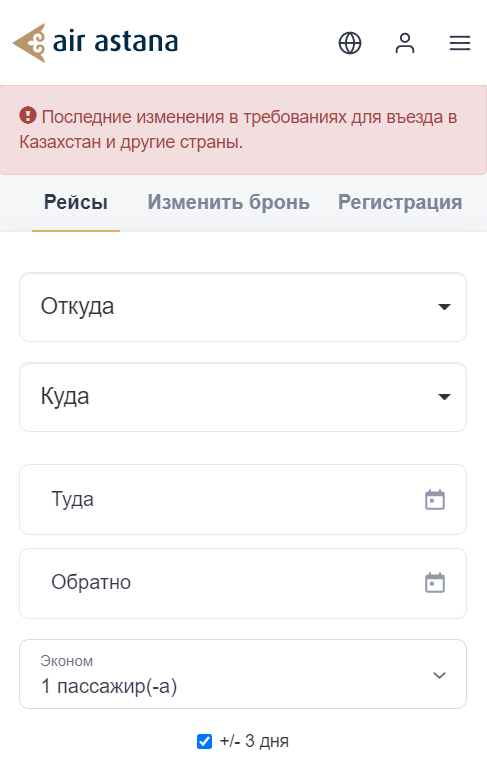 air astana
Последние изменения в требованиях для въезда в
Казахстан и другие страны.
Рейсы Изменить бронь Регистрация
Откуда
Куда
Туда
Обратно
Эконом
1 пассажир(-а)
+/- 3 дня